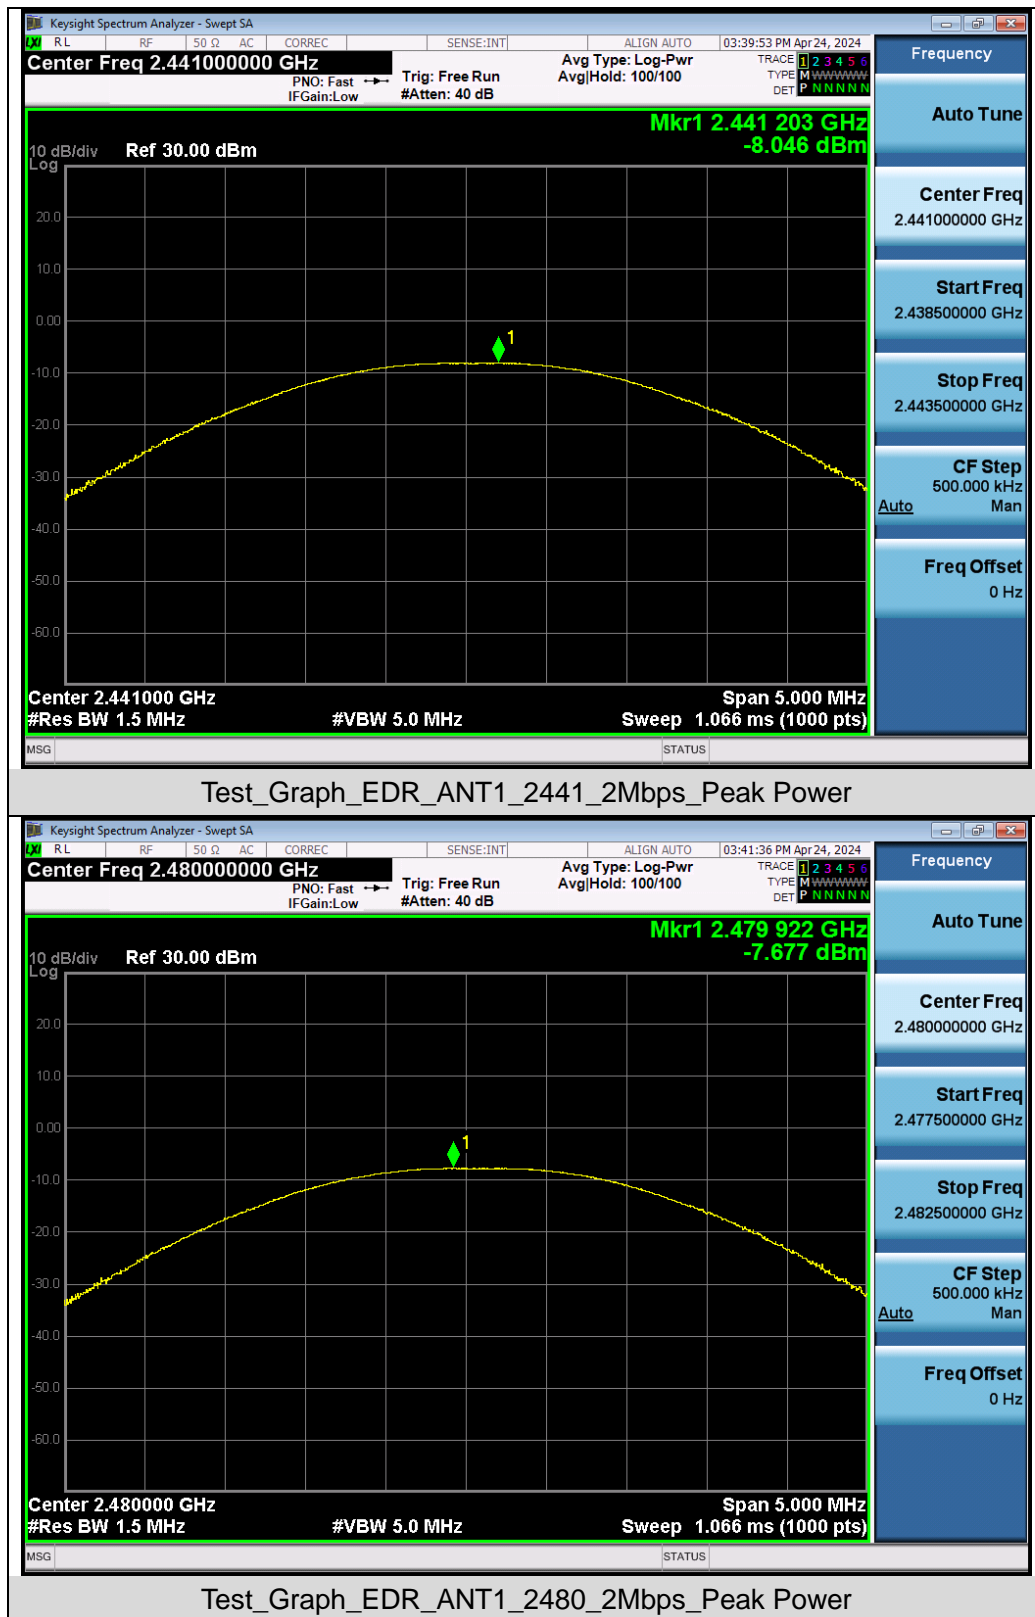 Keysight Spectrum Analyzer - Swept SA
LXI RL RF 50 Ω AC CORREC SENSE:INT ALIGN AUTO 03:39:53 PM Apr 24, 2024
Center Freq 2.441000000 GHz
PNO: Fast
IFGain:Low
Trig: Free Run
#Atten: 40 dB
Avg Type: Log-Pwr
Avg|Hold: 100/100
TRACE 1 2 3 4 5 6
TYPE M WWWWW
DET P N N N N N
Mkr1 2.441 203 GHz
-8.046 dBm
10 dB/div Ref 30.00 dBm
Log
20.0
10.0
0.00
1
-10.0
-20.0
-30.0
-40.0
-50.0
-60.0
Center 2.441000 GHz Span 5.000 MHz
#Res BW 1.5 MHz #VBW 5.0 MHz Sweep 1.066 ms (1000 pts)
MSG STATUS
Frequency
Auto Tune
Center Freq
2.441000000 GHz
Start Freq
2.438500000 GHz
Stop Freq
2.443500000 GHz
CF Step
500.000 kHz
Auto Man
Freq Offset
0 Hz
Test_Graph_EDR_ANT1_2441_2Mbps_Peak Power
Keysight Spectrum Analyzer - Swept SA
LXI RL RF 50 Ω AC CORREC SENSE:INT ALIGN AUTO 03:41:36 PM Apr 24, 2024
Center Freq 2.480000000 GHz
PNO: Fast
IFGain:Low
Trig: Free Run
#Atten: 40 dB
Avg Type: Log-Pwr
Avg|Hold: 100/100
TRACE 1 2 3 4 5 6
TYPE M WWWWW
DET P N N N N N
Mkr1 2.479 922 GHz
-7.677 dBm
10 dB/div Ref 30.00 dBm
Log
20.0
10.0
0.00
1
-10.0
-20.0
-30.0
-40.0
-50.0
-60.0
Center 2.480000 GHz Span 5.000 MHz
#Res BW 1.5 MHz #VBW 5.0 MHz Sweep 1.066 ms (1000 pts)
MSG STATUS
Frequency
Auto Tune
Center Freq
2.480000000 GHz
Start Freq
2.477500000 GHz
Stop Freq
2.482500000 GHz
CF Step
500.000 kHz
Auto Man
Freq Offset
0 Hz
Test_Graph_EDR_ANT1_2480_2Mbps_Peak Power